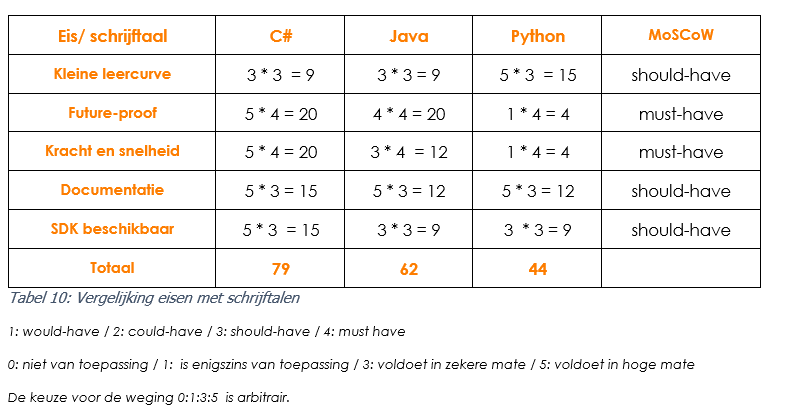 Eis/ schrijftaal C# Java Python MoSCoW
Kleine leercurve 3 * 3 = 9 3 * 3 = 9 5 * 3 = 15 should-have
Future-proof 5 * 4 = 20 4 * 4 = 20 1 * 4 = 4 must-have
Kracht en snelheid 5 * 4 = 20 3 * 4 = 12 1 * 4 = 4 must-have
Documentatie 5 * 3 = 15 5 * 3 = 12 5 * 3 = 12 should-have
SDK beschikbaar 5 * 3 = 15 3 * 3 = 9 3 * 3 = 9 should-have
Totaal 79 62 44
Tabel 10: Vergelijking eisen met schrijftalen
1: would-have / 2: could-have / 3: should-have / 4: must have
0: niet van toepassing / 1: is enigszins van toepassing / 3: voldoet in zekere mate / 5: voldoet in hoge mate
De keuze voor de weging 0:1:3:5 is arbitrair.